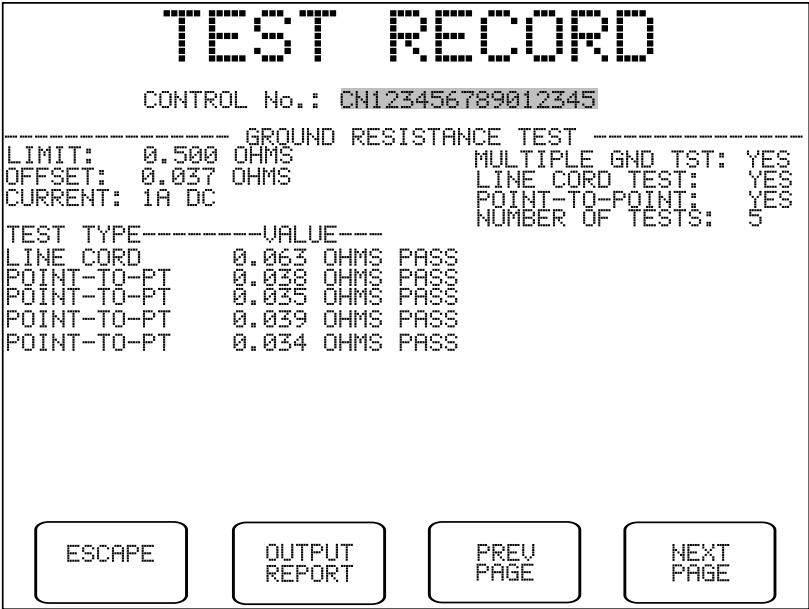 TEST RECORD
CONTROL No.: CN123456789012345
--------------- GROUND RESISTANCE TEST --------------
LIMIT: 0.500 OHMS
OFFSET: 0.037 OHMS
CURRENT: 1A DC
MULTIPLE GND TST: YES
LINE CORD TEST: YES
POINT-TO-POINT: YES
NUMBER OF TESTS: 5
TEST TYPE--------VALUE---
LINE CORD 0.063 OHMS PASS
POINT-TO-PT 0.038 OHMS PASS
POINT-TO-PT 0.035 OHMS PASS
POINT-TO-PT 0.039 OHMS PASS
POINT-TO-PT 0.034 OHMS PASS
ESCAPE
OUTPUT
REPORT
PREV
PAGE
NEXT
PAGE